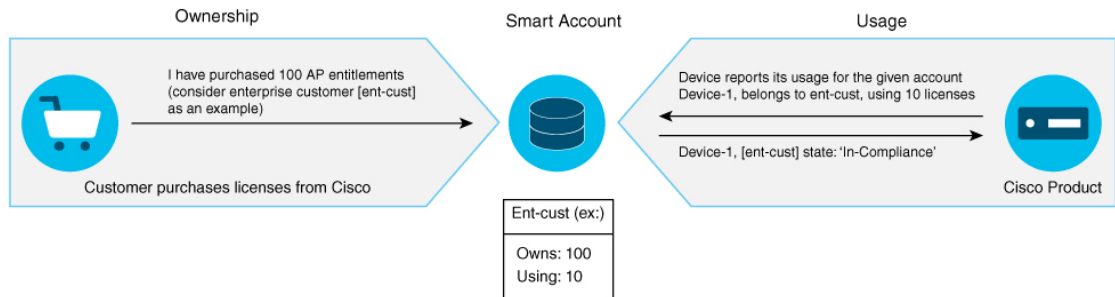 Ownership
Smart Account
Usage
I have purchased 100 AP entitlements
(consider enterprise customer [ent-cust]
as an example)
Customer purchases licenses from Cisco
Device reports its usage for the given account
Device-1, belongs to ent-cust, using 10 licenses
Device-1, [ent-cust] state: 'In-Compliance'
Cisco Product
Ent-cust (ex:)
Owns: 100
Using: 10